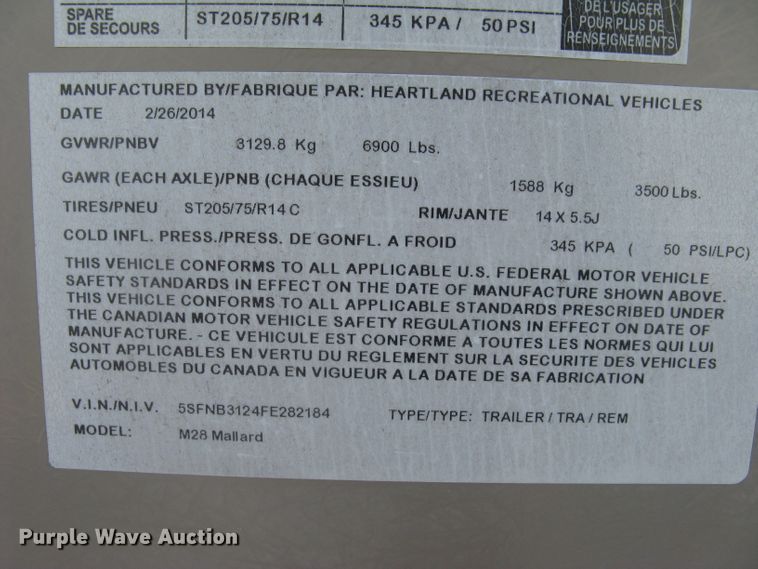 SPARE
DE SECOURS ST205/75/R14 345 KPA / 50 PSI
DE L'USAGER
POUR PLUS DE
RENSEIGNEMENTS
MANUFACTURED BY/FABRIQUE PAR: HEARTLAND RECREATIONAL VEHICLES
DATE 2/26/2014
GVWR/PNBV 3129.8 Kg 6900 Lbs.
GAWR (EACH AXLE)/PNB (CHAQUE ESSIEU) 1588 Kg 3500 Lbs.
TIRES/PNEU ST205/75/R14 C RIM/JANTE 14 X 5.5J
COLD INFL. PRESS./PRESS. DE GONFL. A FROID 345 KPA ( 50 PSI/LPC)
THIS VEHICLE CONFORMS TO ALL APPLICABLE U.S. FEDERAL MOTOR VEHICLE
SAFETY STANDARDS IN EFFECT ON THE DATE OF MANUFACTURE SHOWN ABOVE.
THIS VEHICLE CONFORMS TO ALL APPLICABLE STANDARDS PRESCRIBED UNDER
THE CANADIAN MOTOR VEHICLE SAFETY REGULATIONS IN EFFECT ON DATE OF
MANUFACTURE. - CE VEHICULE EST CONFORME A TOUTES LES NORMES QUI LUI
SONT APPLICABLES EN VERTU DU REGLEMENT SUR LA SECURITE DES VEHICLES
AUTOMOBILES DU CANADA EN VIGUEUR A LA DATE DE SA FABRICATION
V.I.N./N.I.V. 5SFNB3124FE282184 TYPE/TYPE: TRAILER / TRA / REM
MODEL: M28 Mallard
Purple Wave Auction